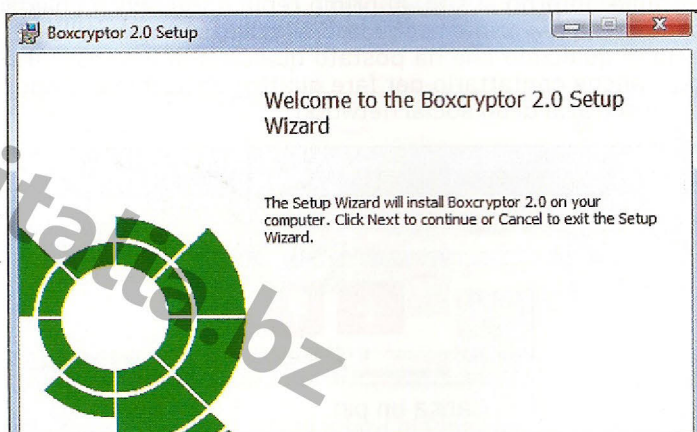 Boxcryptor 2.0 Setup
Welcome to the Boxcryptor 2.0 Setup
Wizard
The Setup Wizard will install Boxcryptor 2.0 on your
computer. Click Next to continue or Cancel to exit the Setup
Wizard.
italia.bz